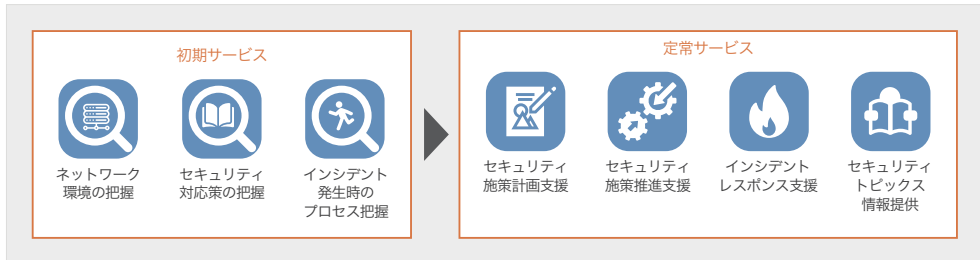 初期サービス
ネットワーク
環境の把握
セキュリティ
対応策の把握
インシデント
発生時の
プロセス把握
定常サービス
セキュリティ
施策計画支援
セキュリティ
施策推進支援
インシデント
レスポンス支援
セキュリティ
トピックス
情報提供